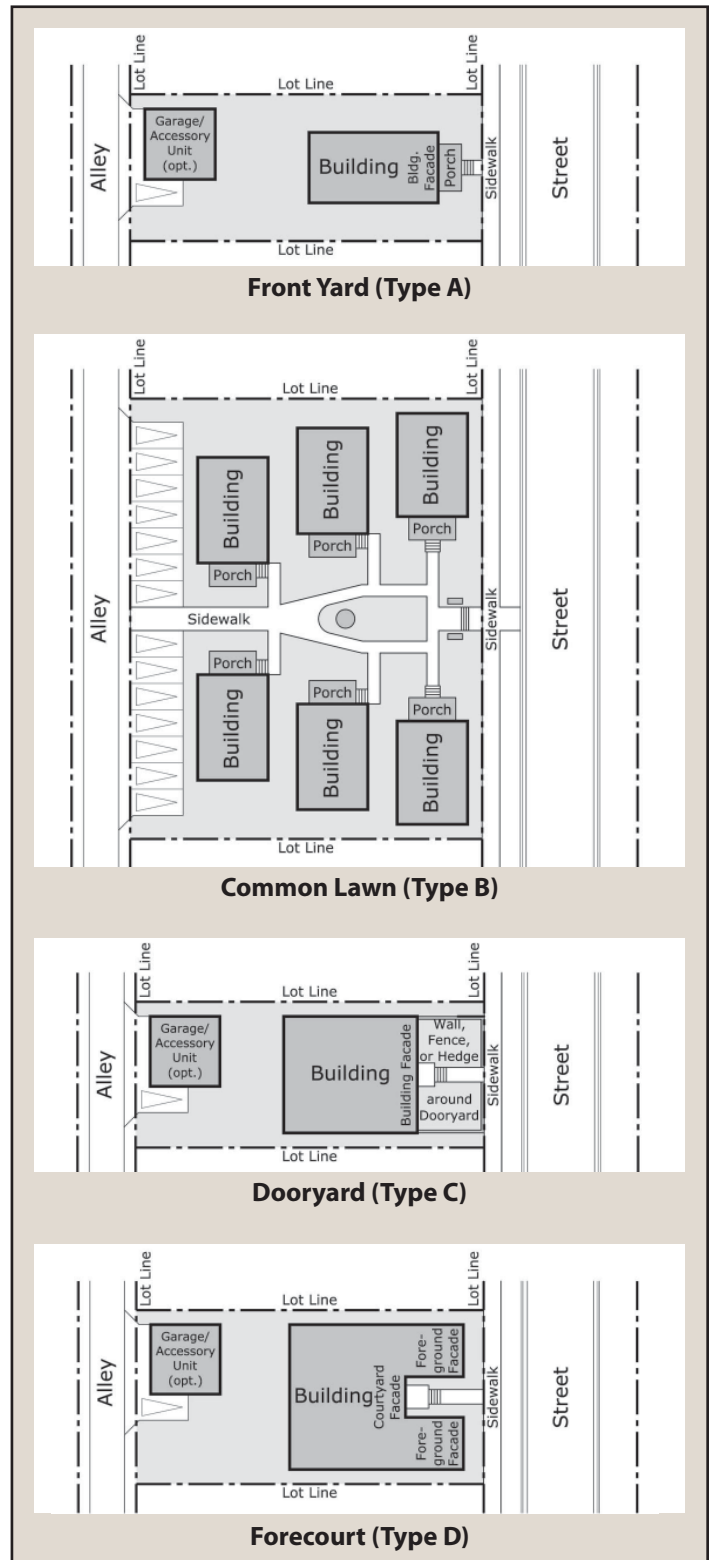 Lot Line
Lot Line
Lot Line
Alley
Garage/
Accessory
Unit
(opt.)
Building
Bldg.
Facade
Porch
Sidewalk
Street
Lot Line
Front Yard (Type A)
Lot Line
Lot Line
Lot Line
Building
Building
Building
Porch
Porch
Porch
Alley
Sidewalk
Sidewalk
Street
Porch
Porch
Porch
Building
Building
Building
Lot Line
Common Lawn (Type B)
Lot Line
Lot Line
Lot Line
Alley
Garage/
Accessory
Unit
(opt.)
Building
Building Facade
Wall,
Fence,
or Hedge
around
Dooryard
Sidewalk
Street
Lot Line
Dooryard (Type C)
Lot Line
Lot Line
Lot Line
Alley
Garage/
Accessory
Unit
(opt.)
Building
Courtyard
Facade
Fore-
ground
Facade
Fore-
ground
Facade
Sidewalk
Street
Lot Line
Forecourt (Type D)